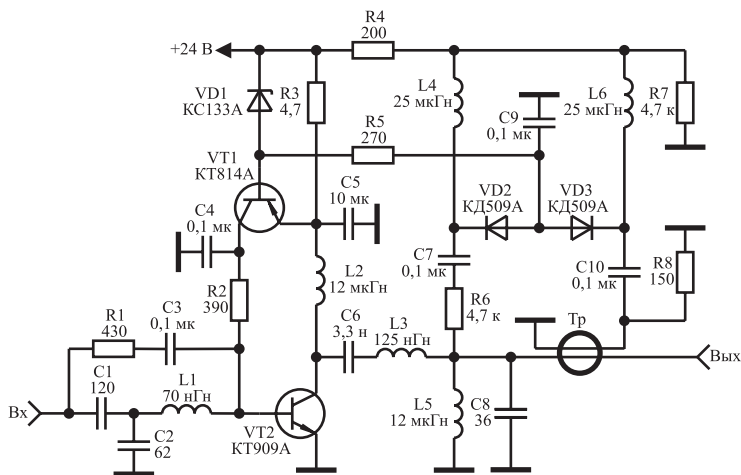 R4
200
+24 В
VD1
КС133А
R3
4,7
L4
25 мкГн
L6
25 мкГн
R7
4,7 к
R5
270
C9
0,1 мк
VT1
КТ814А
C5
10 мк
VD2
КД509А
VD3
КД509А
C4
0,1 мк
L2
12 мкГн
C7
0,1 мк
C10
0,1 мк
R8
150
R2
390
R6
4,7 к
R1
430
C3
0,1 мк
C6
3,3 н
L3
125 нГн
Тр
Вых
C1
120
L1
70 нГн
Вх
C2
62
VT2
КТ909А
L5
12 мкГн
C8
36